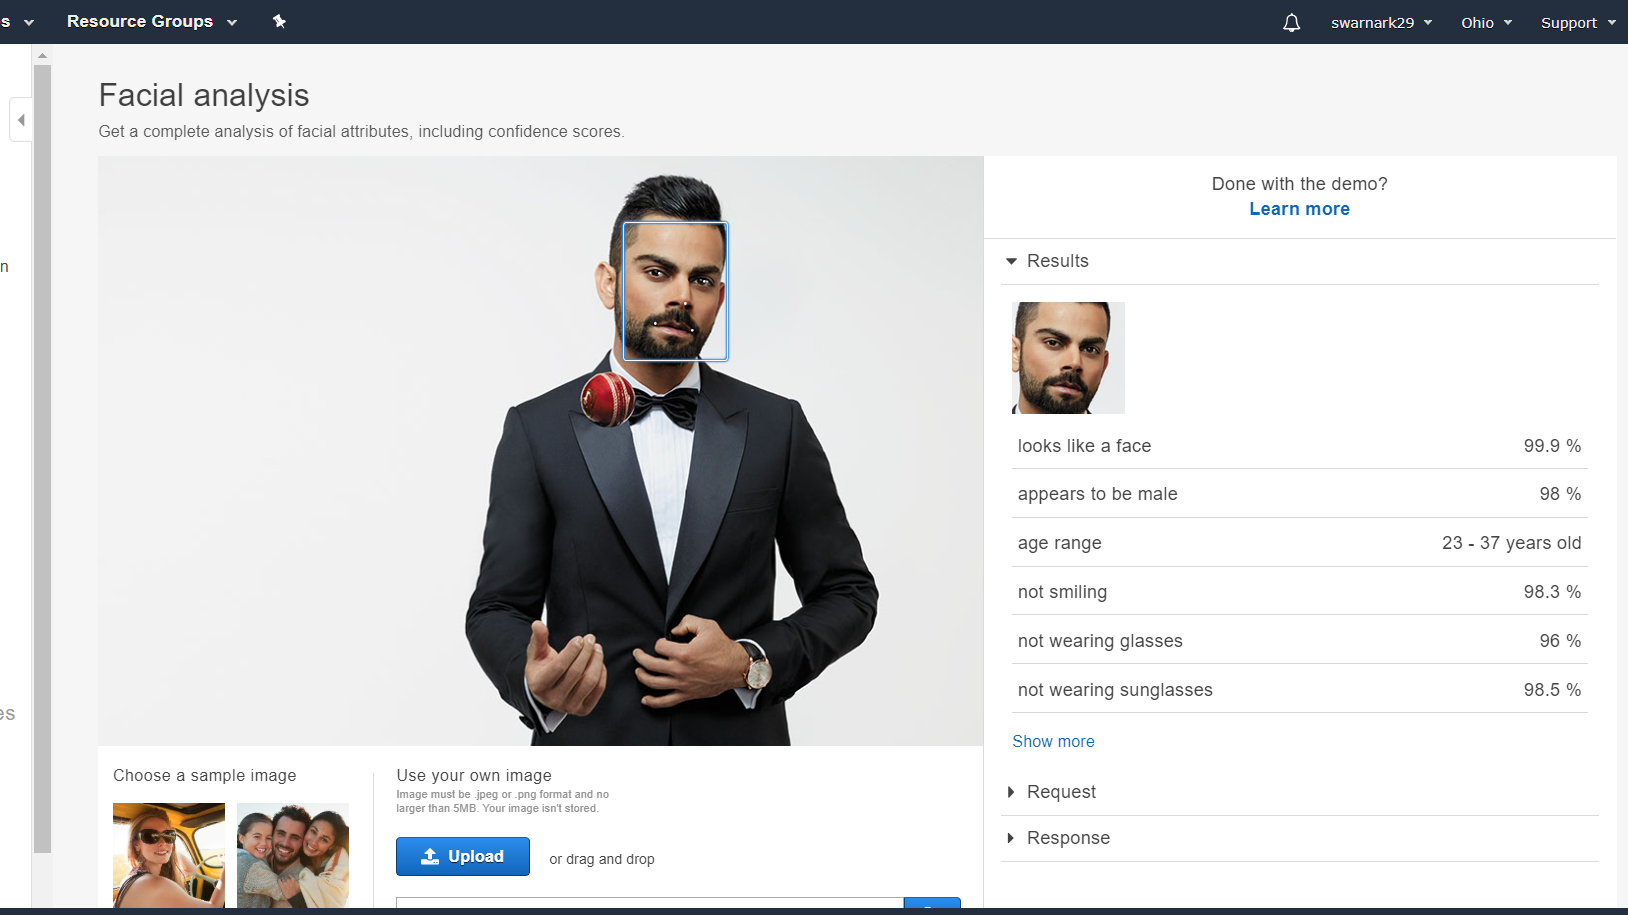 s
Resource Groups
swarnark29
Ohio
Support
n
es
Facial analysis
Get a complete analysis of facial attributes, including confidence scores.
Done with the demo?
Learn more
Results
looks like a face 99.9 %
appears to be male 98 %
age range 23 - 37 years old
not smiling 98.3 %
not wearing glasses 96 %
not wearing sunglasses 98.5 %
Show more
Request
Response
Choose a sample image
Use your own image
Image must be .jpeg or .png format and no
larger than 5MB. Your image isn't stored.
Upload
or drag and drop